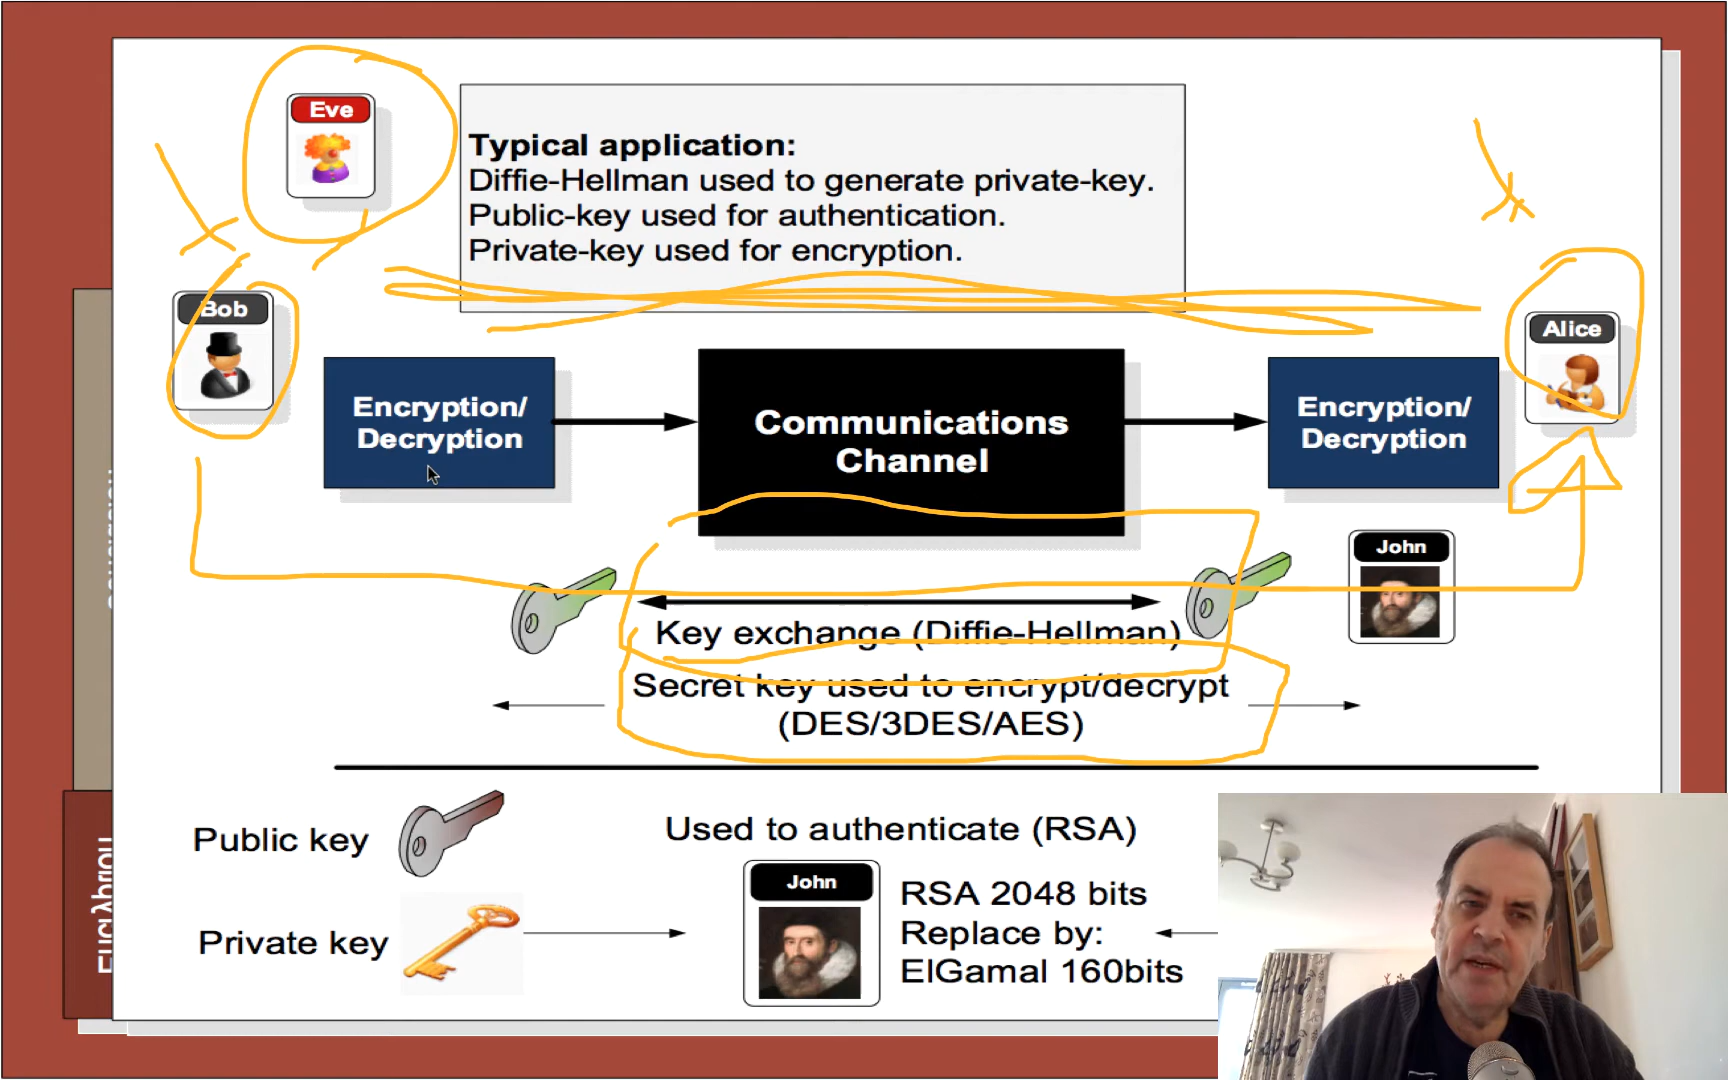 Eve
Typical application:
Diffie-Hellman used to generate private-key.
Public-key used for authentication.
Private-key used for encryption.
Bob
Alice
Encryption/
Decryption
Communications
Channel
Encryption/
Decryption
John
Key exchange (Diffie-Hellman)
Secret key used to encrypt/decrypt
(DES/3DES/AES)
Public key
Used to authenticate (RSA)
John
RSA 2048 bits
Replace by:
ElGamal 160bits
Private key